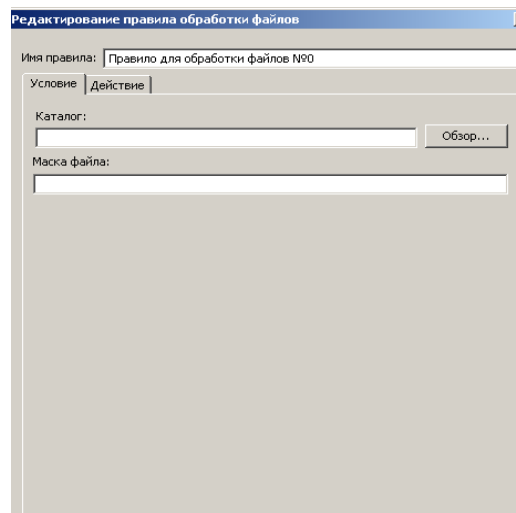 Редактирование правила обработки файлов
Имя правила: Правило для обработки файлов №0
Условие Действие
Каталог:
Обзор...
Маска файла: